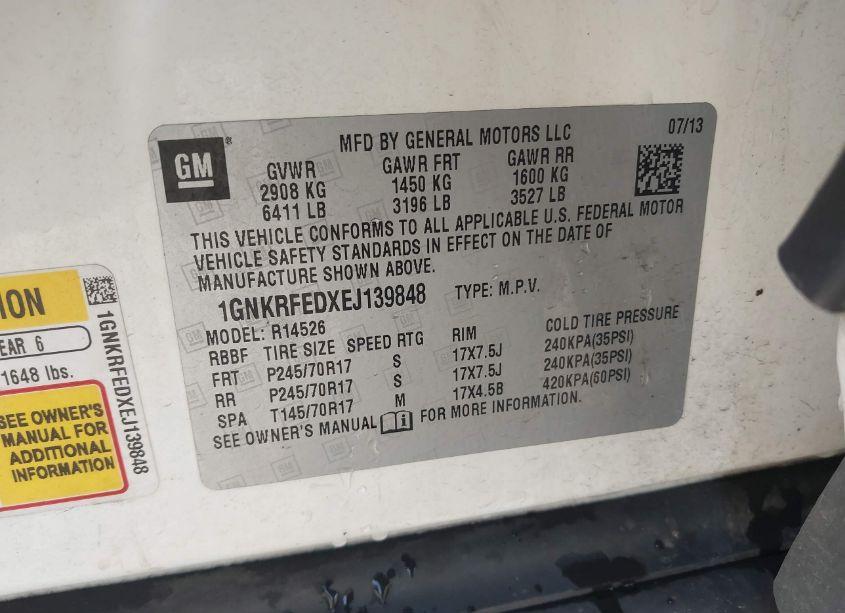 GM
MFD BY GENERAL MOTORS LLC 07/13
GVWR GAWR FRT GAWR RR
2908 KG 1450 KG 1600 KG
6411 LB 3196 LB 3527 LB
THIS VEHICLE CONFORMS TO ALL APPLICABLE U.S. FEDERAL MOTOR
VEHICLE SAFETY STANDARDS IN EFFECT ON THE DATE OF
MANUFACTURE SHOWN ABOVE.
1GNKRFEDXEJ139848 TYPE: M.P.V.
MODEL: R14526
RBBF TIRE SIZE SPEED RTG RIM COLD TIRE PRESSURE
FRT P245/70R17 S 17X7.5J 240KPA(35PSI)
RR P245/70R17 S 17X7.5J 240KPA(35PSI)
SPA T145/70R17 M 17X4.5B 420KPA(60PSI)
SEE OWNER'S MANUAL i FOR MORE INFORMATION.
ION
EAR 6
1648 lbs.
SEE OWNER'S
MANUAL FOR
ADDITIONAL
INFORMATION
1GNKRFEDXEJ139848